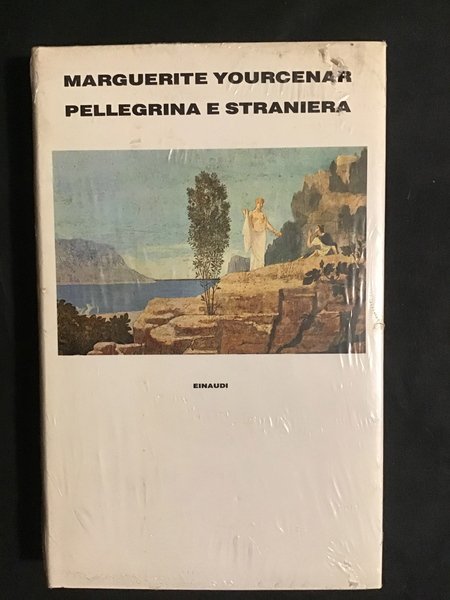 MARGUERITE YOURCENAR
PELLEGRINA E STRANIERA
EINAUDI